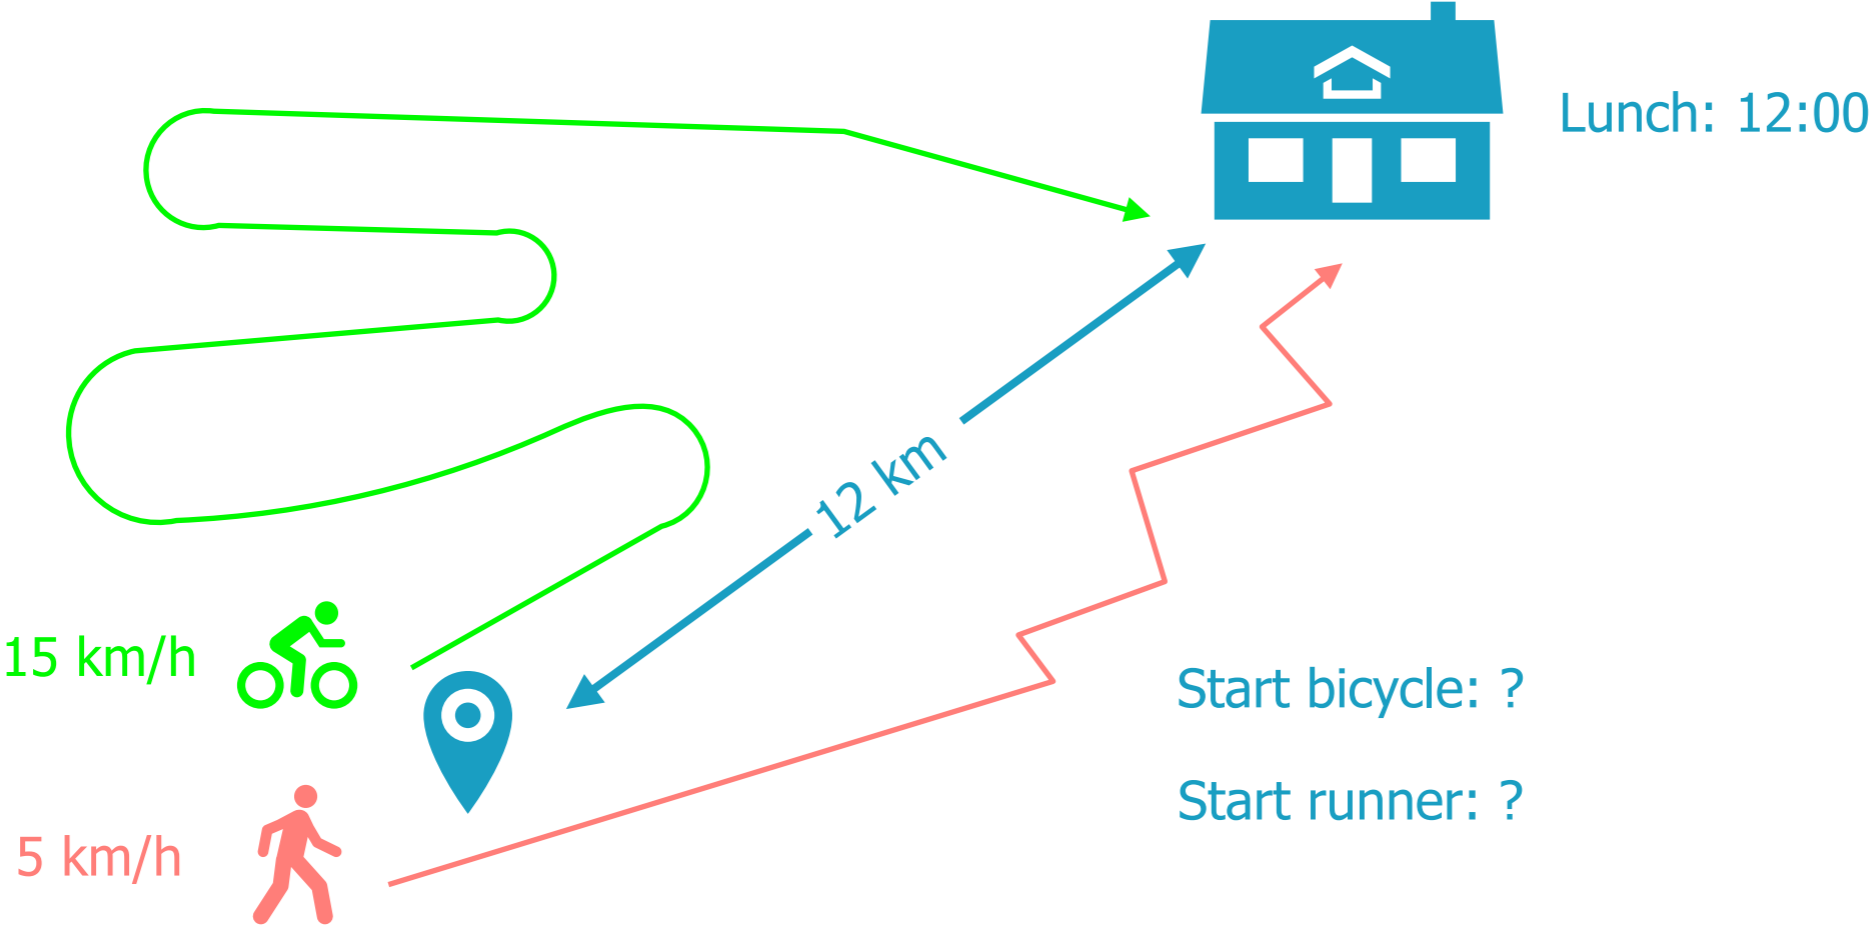 Lunch: 12:00
12 km
15 km/h
Start bicycle: ?
Start runner: ?
5 km/h